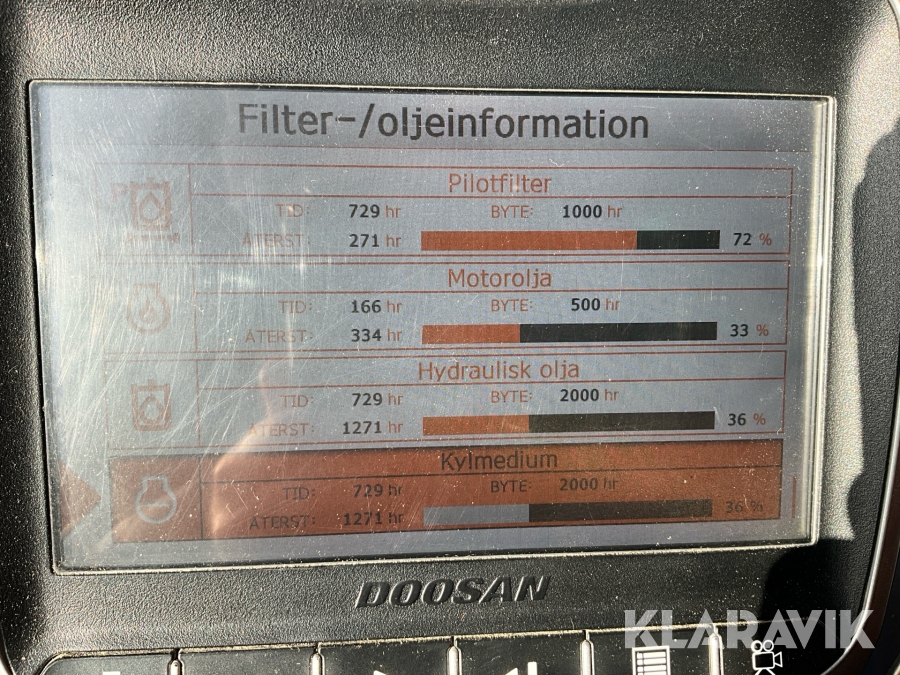 Filter-/oljeinformation
Pilotfilter
TID: 729 hr BYTE: 1000 hr
ÅTERST: 271 hr 72 %
Motorolja
TID: 166 hr BYTE: 500 hr
ÅTERST: 334 hr 33 %
Hydraulisk olja
TID: 729 hr BYTE: 2000 hr
ÅTERST: 1271 hr 36 %
Kylmedium
TID: 729 hr BYTE: 2000 hr
ÅTERST: 1271 hr 36 %
DOOSAN
KLARAVIK